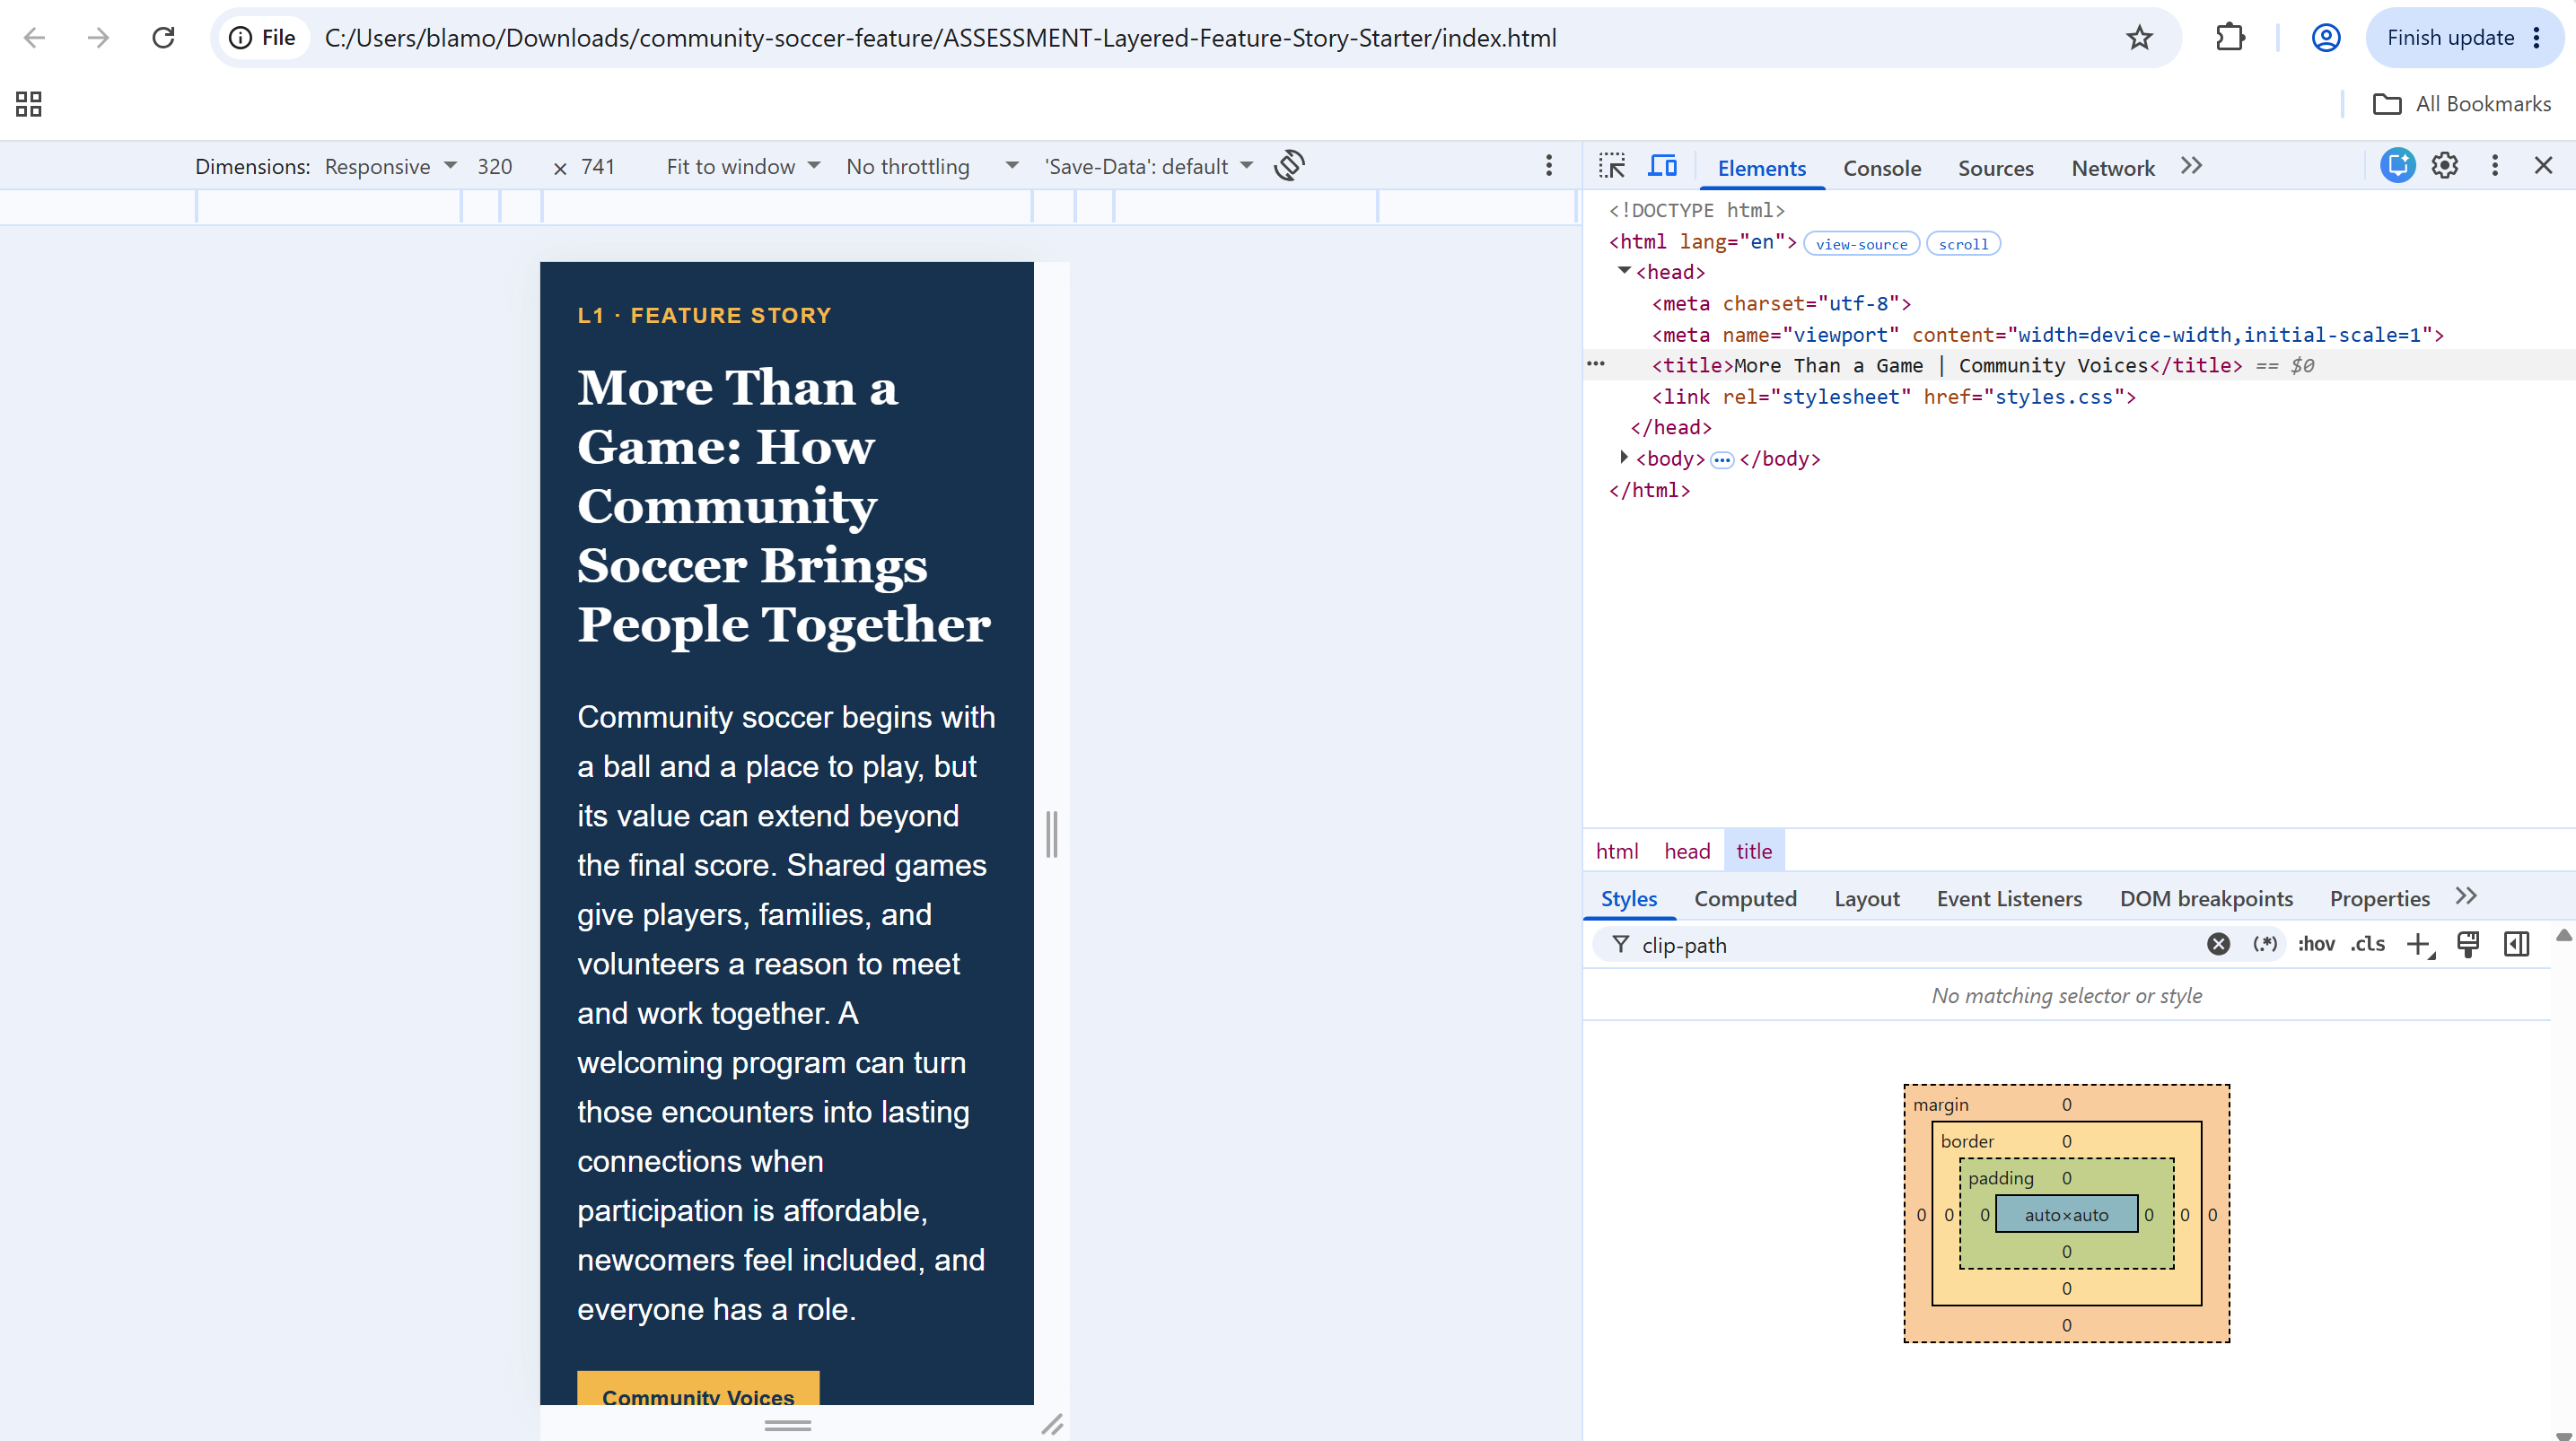 File C:/Users/blamo/Downloads/community-soccer-feature/ASSESSMENT-Layered-Feature-Story-Starter/index.html Finish update
All Bookmarks
Dimensions: Responsive 320 × 741 Fit to window No throttling 'Save-Data': default
Elements Console Sources Network
<!DOCTYPE html>
<html lang="en"> view-source scroll
<head>
<meta charset="utf-8">
<meta name="viewport" content="width=device-width,initial-scale=1">
<title>More Than a Game | Community Voices</title> == $0
<link rel="stylesheet" href="styles.css">
</head>
<body> … </body>
</html>
L1 · FEATURE STORY
More Than a
Game: How
Community
Soccer Brings
People Together
Community soccer begins with
a ball and a place to play, but
its value can extend beyond
the final score. Shared games
give players, families, and
volunteers a reason to meet
and work together. A
welcoming program can turn
those encounters into lasting
connections when
participation is affordable,
newcomers feel included, and
everyone has a role.
Community Voices
html head title
Styles Computed Layout Event Listeners DOM breakpoints Properties
clip-path (.*) :hov .cls
No matching selector or style
margin 0
border 0
padding 0
0 0 0 auto×auto 0 0 0
0
0
0